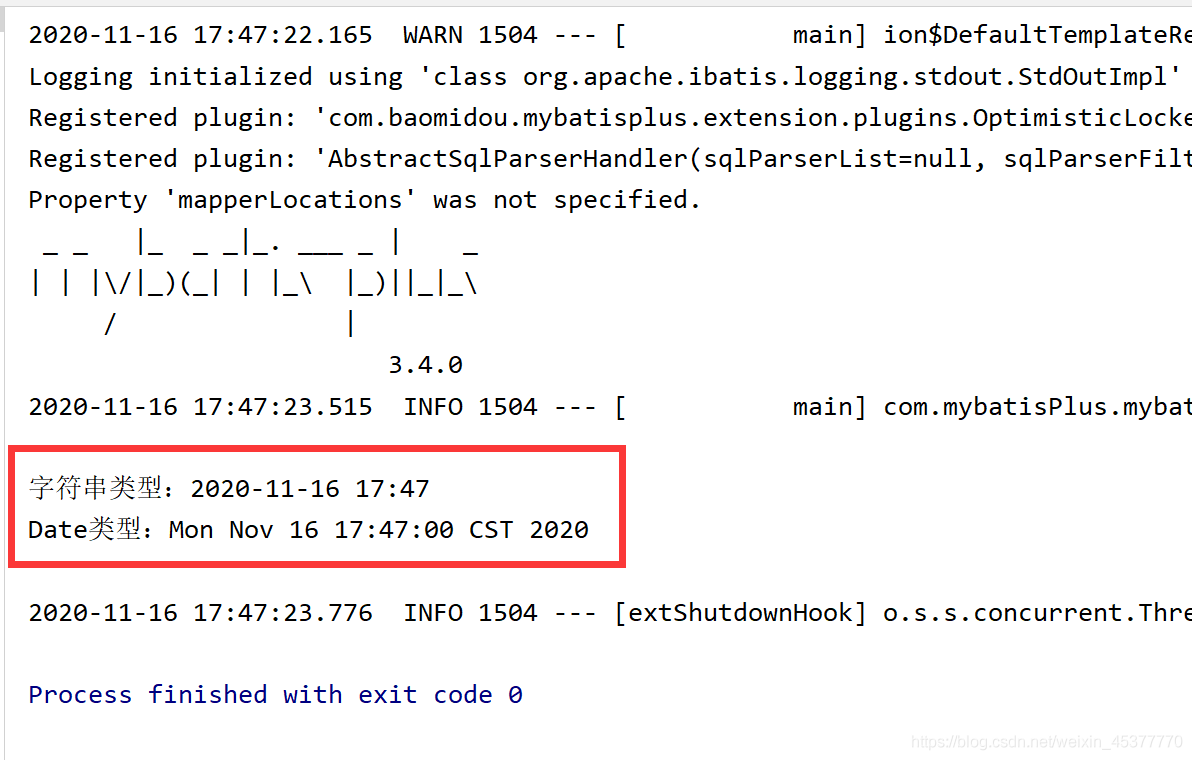 2020-11-16 17:47:22.165  WARN 1504 --- [           main] ion$DefaultTemplateRe
Logging initialized using 'class org.apache.ibatis.logging.stdout.StdOutImpl'
Registered plugin: 'com.baomidou.mybatisplus.extension.plugins.OptimisticLocke
Registered plugin: 'AbstractSqlParserHandler(sqlParserList=null, sqlParserFilt
Property 'mapperLocations' was not specified.
 _ _   |_  _ _|_. ___ _ |    _
| | |\/|_)(_| | |_\  |_)||_|_\
     /               |
                        3.4.0
2020-11-16 17:47:23.515  INFO 1504 --- [           main] com.mybatisPlus.mybat
字符串类型：2020-11-16 17:47
Date类型：Mon Nov 16 17:47:00 CST 2020
2020-11-16 17:47:23.776  INFO 1504 --- [extShutdownHook] o.s.s.concurrent.Thre
Process finished with exit code 0
https://blog.csdn.net/weixin_45377770